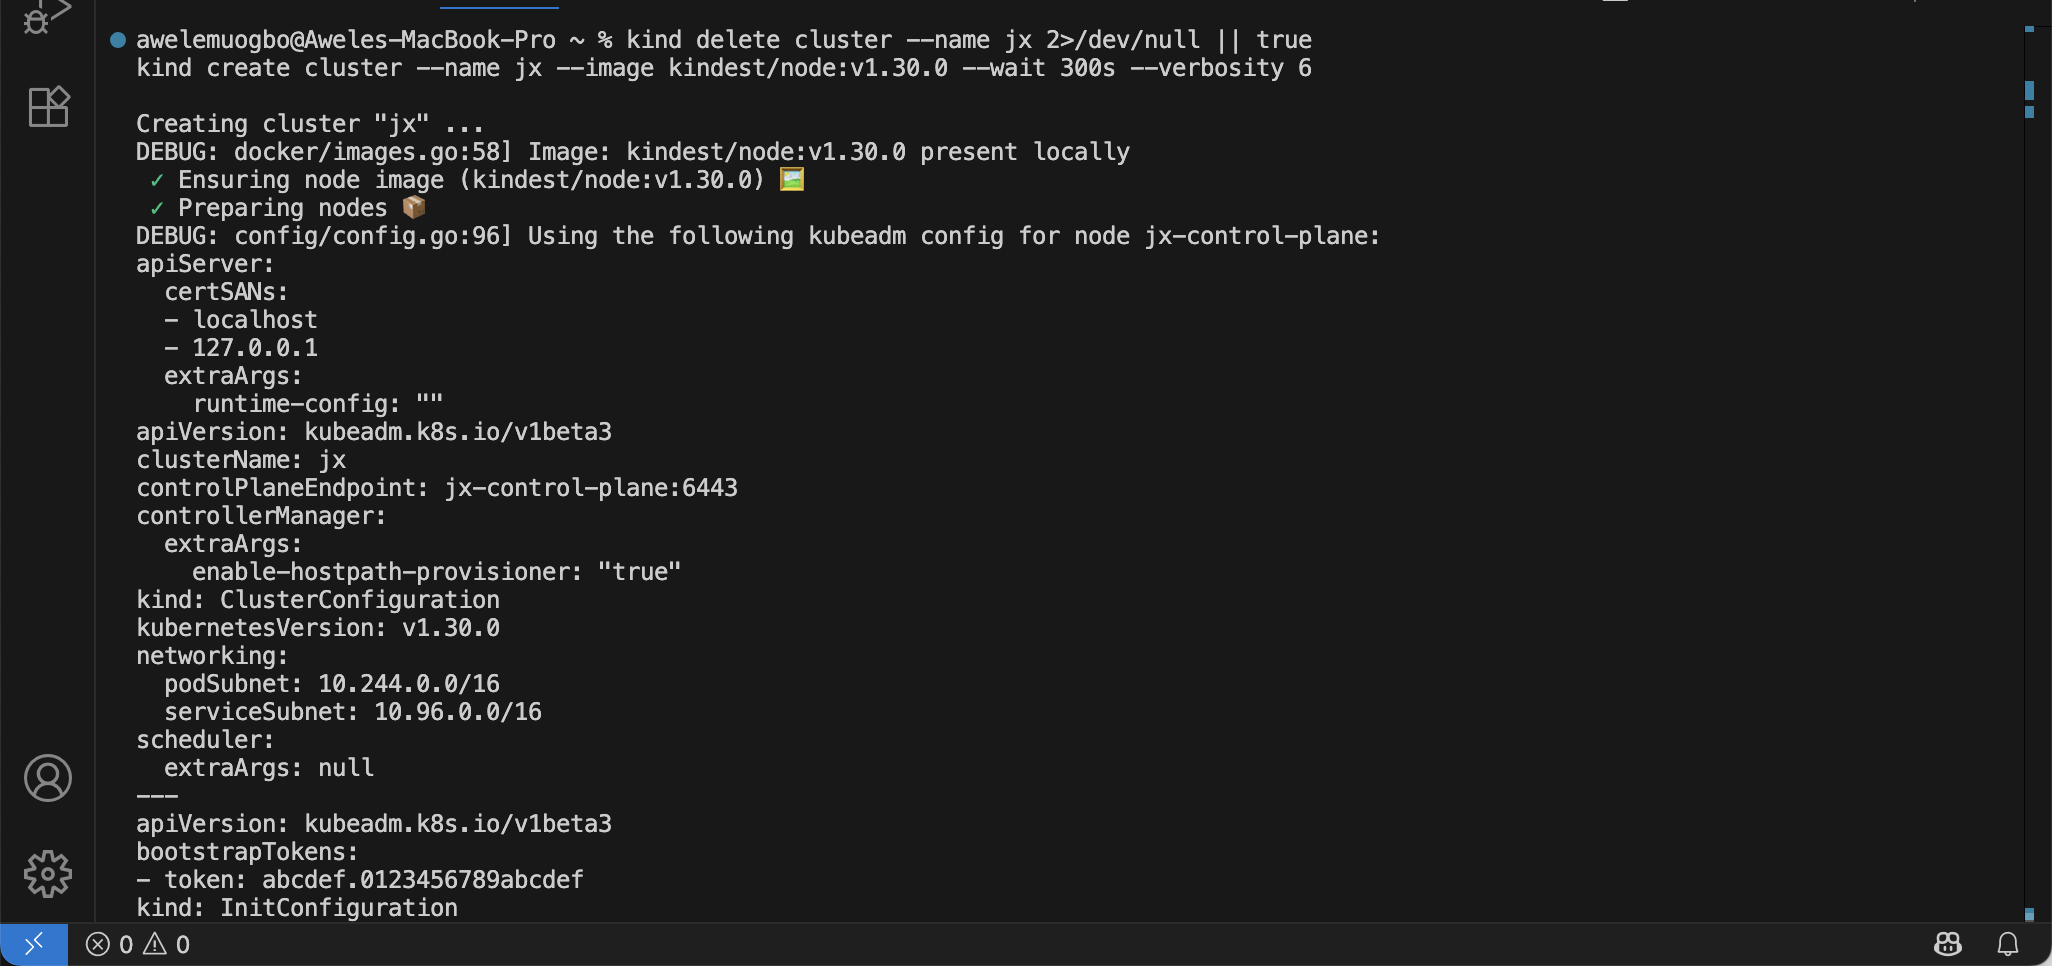 awelemuogbo@Aweles-MacBook-Pro ~ % kind delete cluster --name jx 2>/dev/null || true
kind create cluster --name jx --image kindest/node:v1.30.0 --wait 300s --verbosity 6
Creating cluster "jx" ...
DEBUG: docker/images.go:58] Image: kindest/node:v1.30.0 present locally
✓ Ensuring node image (kindest/node:v1.30.0) 🖼
✓ Preparing nodes 📦
DEBUG: config/config.go:96] Using the following kubeadm config for node jx-control-plane:
apiServer:
  certSANs:
  - localhost
  - 127.0.0.1
  extraArgs:
    runtime-config: ""
apiVersion: kubeadm.k8s.io/v1beta3
clusterName: jx
controlPlaneEndpoint: jx-control-plane:6443
controllerManager:
  extraArgs:
    enable-hostpath-provisioner: "true"
kind: ClusterConfiguration
kubernetesVersion: v1.30.0
networking:
  podSubnet: 10.244.0.0/16
  serviceSubnet: 10.96.0.0/16
scheduler:
  extraArgs: null
---
apiVersion: kubeadm.k8s.io/v1beta3
bootstrapTokens:
- token: abcdef.0123456789abcdef
kind: InitConfiguration
0 0